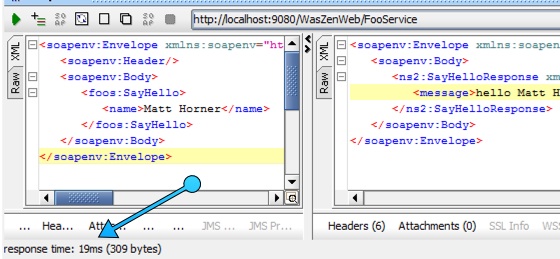 http://localhost:9080/WasZenWeb/FooService
XML
Raw
<soapenv:Envelope xmlns:soapenv="ht
<soapenv:Header/>
<soapenv:Body>
<foos:SayHello>
<name>Matt Horner</name>
</foos:SayHello>
</soapenv:Body>
</soapenv:Envelope>
XML
Raw
<soapenv:Envelope xmlns:soapen
<soapenv:Body>
<ns2:SayHelloResponse xm
<message>hello Matt H
</ns2:SayHelloResponse>
</soapenv:Body>
</soapenv:Envelope>
... Hea... Atta... ... ... JMS ... JMS Pr...
Headers (6) Attachments (0) SSL Info WSS
response time: 19ms (309 bytes)